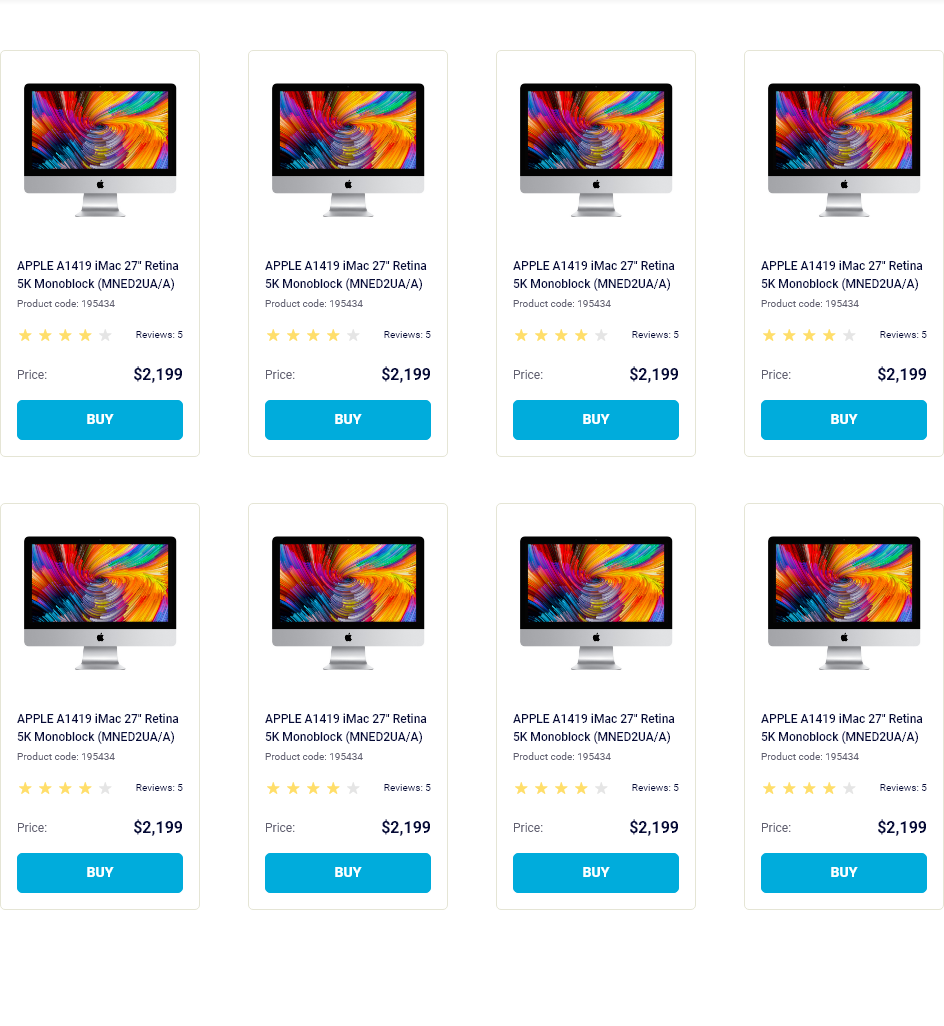 APPLE A1419 iMac 27" Retina
5K Monoblock (MNED2UA/A)
Product code: 195434
Reviews: 5
Price: $2,199
BUY
APPLE A1419 iMac 27" Retina
5K Monoblock (MNED2UA/A)
Product code: 195434
Reviews: 5
Price: $2,199
BUY
APPLE A1419 iMac 27" Retina
5K Monoblock (MNED2UA/A)
Product code: 195434
Reviews: 5
Price: $2,199
BUY
APPLE A1419 iMac 27" Retina
5K Monoblock (MNED2UA/A)
Product code: 195434
Reviews: 5
Price: $2,199
BUY
APPLE A1419 iMac 27" Retina
5K Monoblock (MNED2UA/A)
Product code: 195434
Reviews: 5
Price: $2,199
BUY
APPLE A1419 iMac 27" Retina
5K Monoblock (MNED2UA/A)
Product code: 195434
Reviews: 5
Price: $2,199
BUY
APPLE A1419 iMac 27" Retina
5K Monoblock (MNED2UA/A)
Product code: 195434
Reviews: 5
Price: $2,199
BUY
APPLE A1419 iMac 27" Retina
5K Monoblock (MNED2UA/A)
Product code: 195434
Reviews: 5
Price: $2,199
BUY